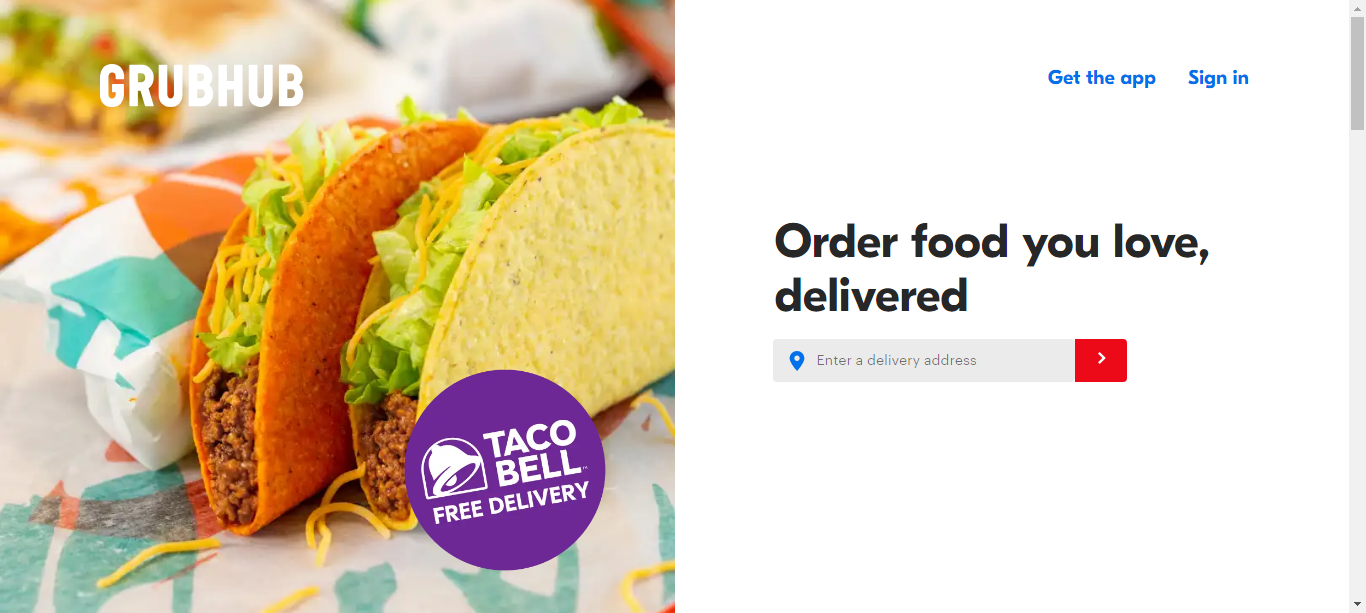 GRUBHUB
Get the app
Sign in
Order food you love,
delivered
Enter a delivery address
TACO
BELL
FREE DELIVERY